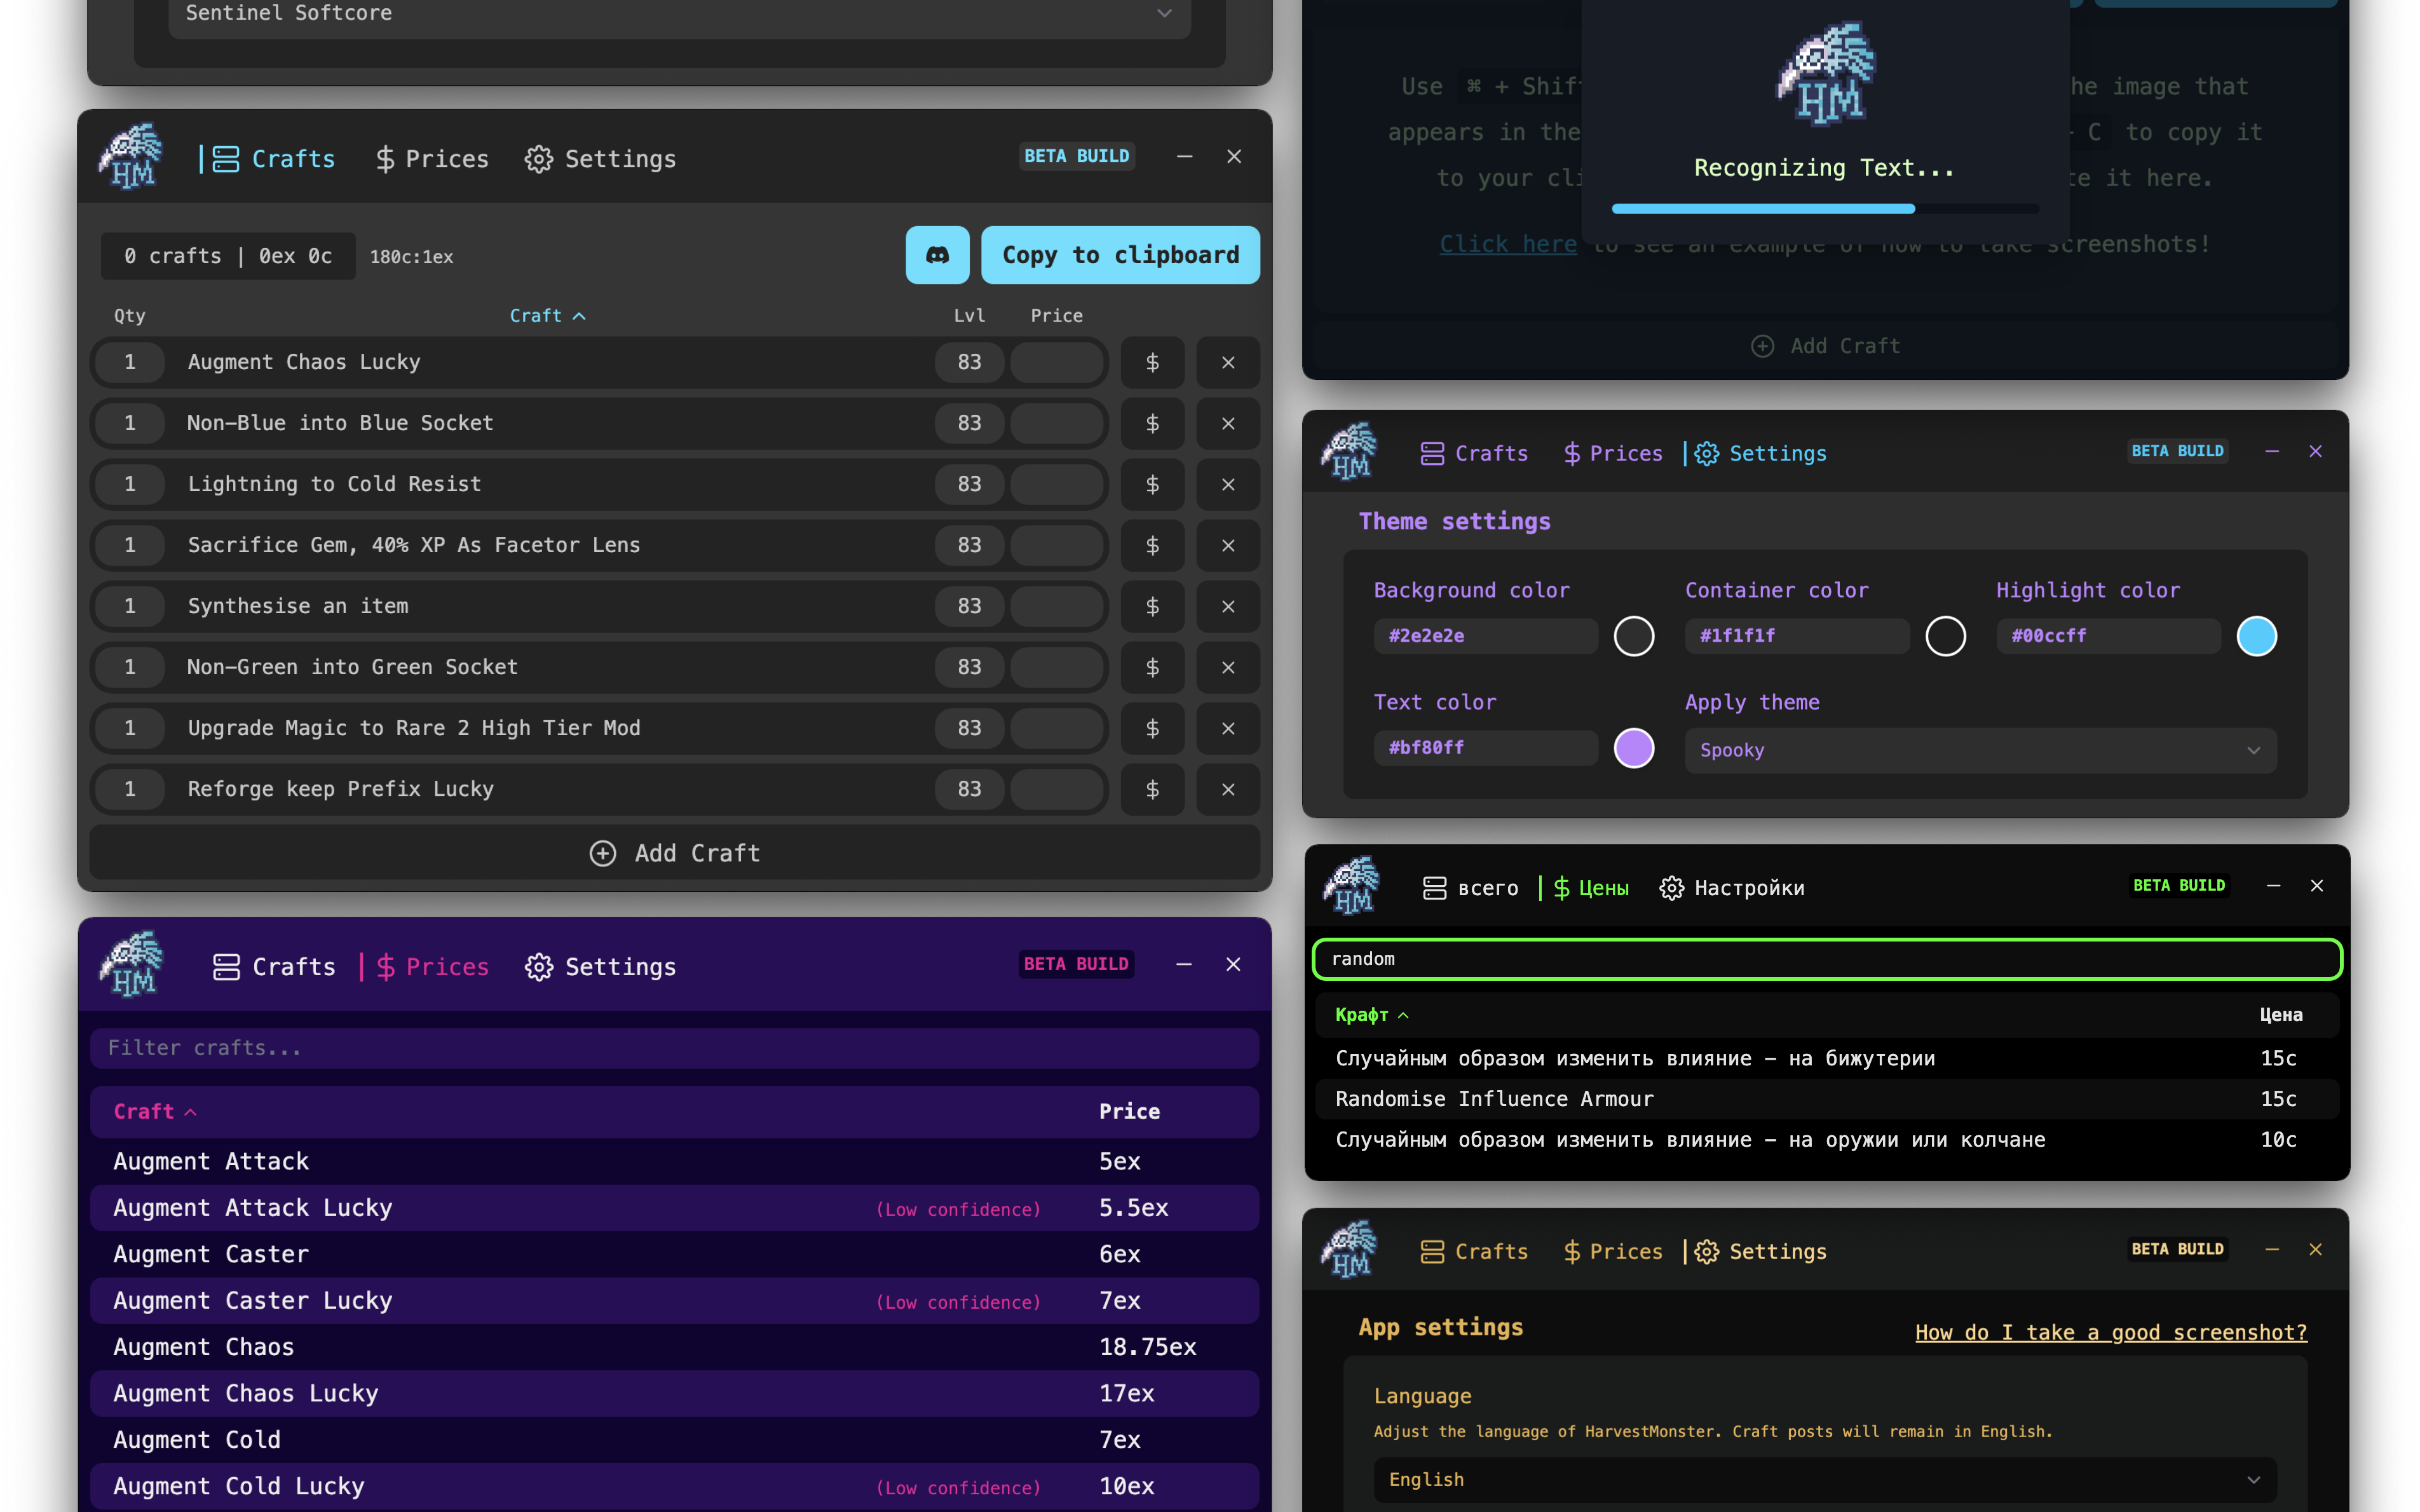 Sentinel Softcore
HM
Crafts
$ Prices
Settings
BETA BUILD
0 crafts | 0ex 0c
180c:1ex
Copy to clipboard
Qty Craft Lvl Price
1 Augment Chaos Lucky 83 $
1 Non-Blue into Blue Socket 83 $
1 Lightning to Cold Resist 83 $
1 Sacrifice Gem, 40% XP As Facetor Lens 83 $
1 Synthesise an item 83 $
1 Non-Green into Green Socket 83 $
1 Upgrade Magic to Rare 2 High Tier Mod 83 $
1 Reforge keep Prefix Lucky 83 $
Add Craft
HM
Crafts
$ Prices
Settings
BETA BUILD
Filter crafts...
Craft Price
Augment Attack 5ex
Augment Attack Lucky (Low confidence) 5.5ex
Augment Caster 6ex
Augment Caster Lucky (Low confidence) 7ex
Augment Chaos 18.75ex
Augment Chaos Lucky 17ex
Augment Cold 7ex
Augment Cold Lucky (Low confidence) 10ex
HM
Recognizing Text...
Use ⌘ + Shif he image that
appears in the C to copy it
to your cli e it here.
Click here to see an example of how to take screenshots!
Add Craft
HM
Crafts
$ Prices
Settings
BETA BUILD
Theme settings
Background color Container color Highlight color
#2e2e2e #1f1f1f #00ccff
Text color Apply theme
#bf80ff Spooky
HM
всего
$ Цены
Настройки
BETA BUILD
random
Крафт Цена
Случайным образом изменить влияние – на бижутерии 15c
Randomise Influence Armour 15c
Случайным образом изменить влияние – на оружии или колчане 10c
HM
Crafts
$ Prices
Settings
BETA BUILD
App settings
How do I take a good screenshot?
Language
Adjust the language of HarvestMonster. Craft posts will remain in English.
English